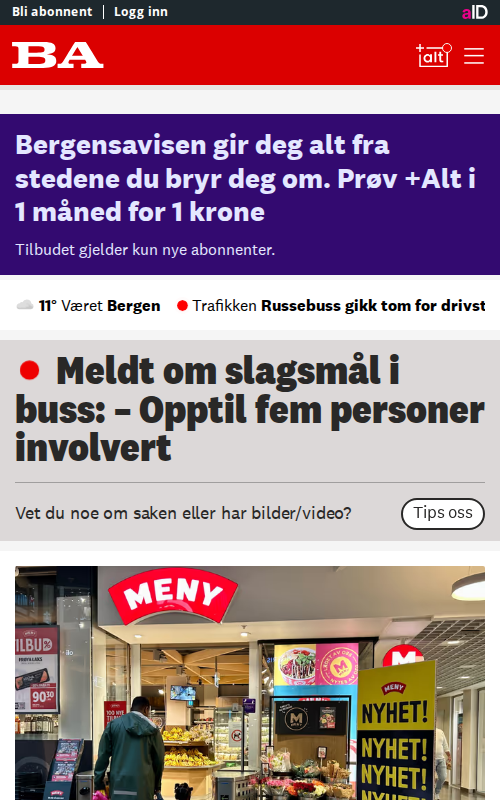 Bli abonnent | Logg inn
aID
BA
+alt
Bergensavisen gir deg alt fra
stedene du bryr deg om. Prøv +Alt i
1 måned for 1 krone
Tilbudet gjelder kun nye abonnenter.
11° Været Bergen
Trafikken Russebuss gikk tom for drivst
Meldt om slagsmål i
buss: – Opptil fem personer
involvert
Vet du noe om saken eller har bilder/video?
Tips oss
MENY
MENY
NYHET!
NYHET!
NYHET!
NYHET!
90.30
M
M